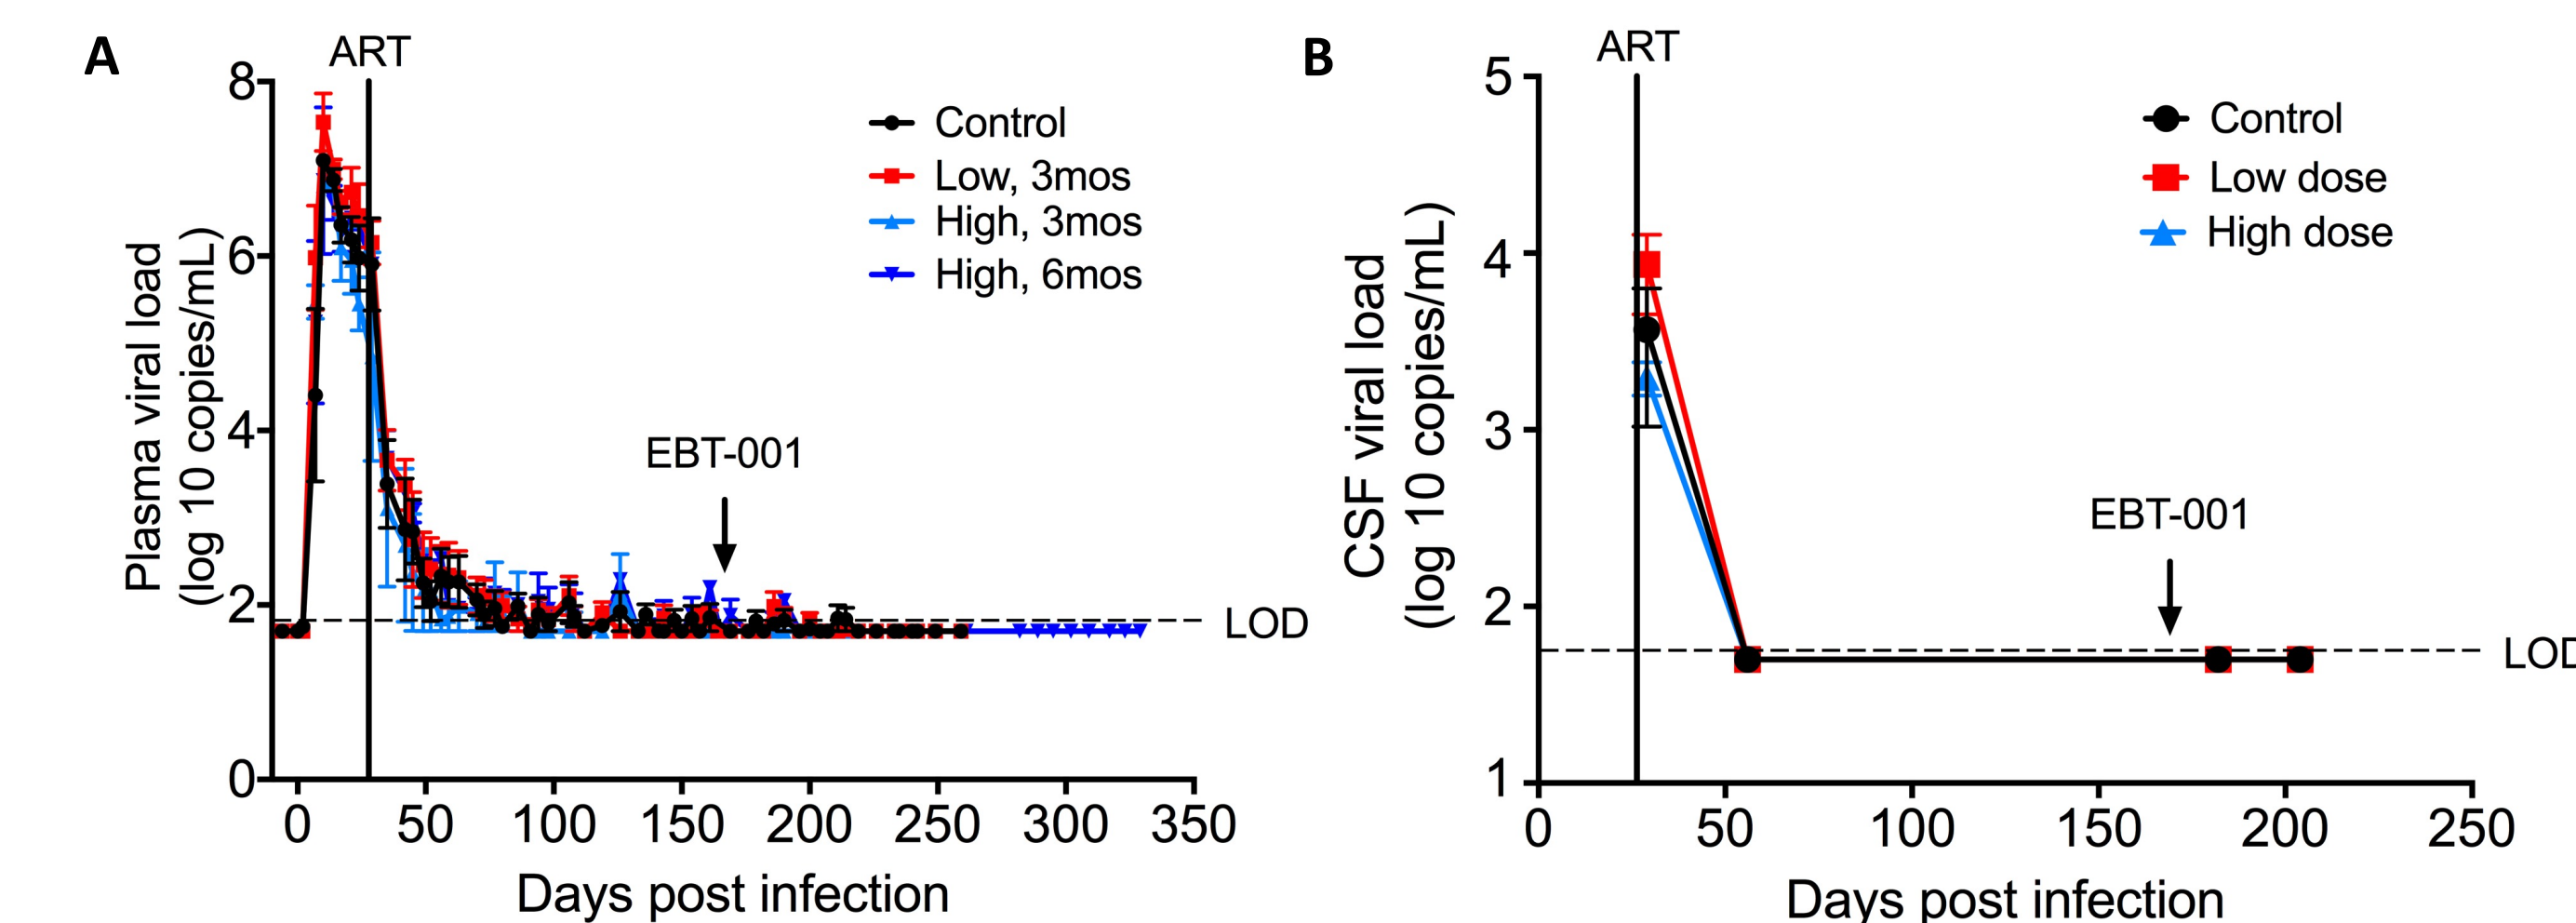 A
ART
8
6
4
2
0
Plasma viral load
(log 10 copies/mL)
Control
Low, 3mos
High, 3mos
High, 6mos
EBT-001
LOD
0 50 100 150 200 250 300 350
Days post infection
B
ART
5
4
3
2
1
CSF viral load
(log 10 copies/mL)
Control
Low dose
High dose
EBT-001
LOD
0 50 100 150 200 250
Days post infection